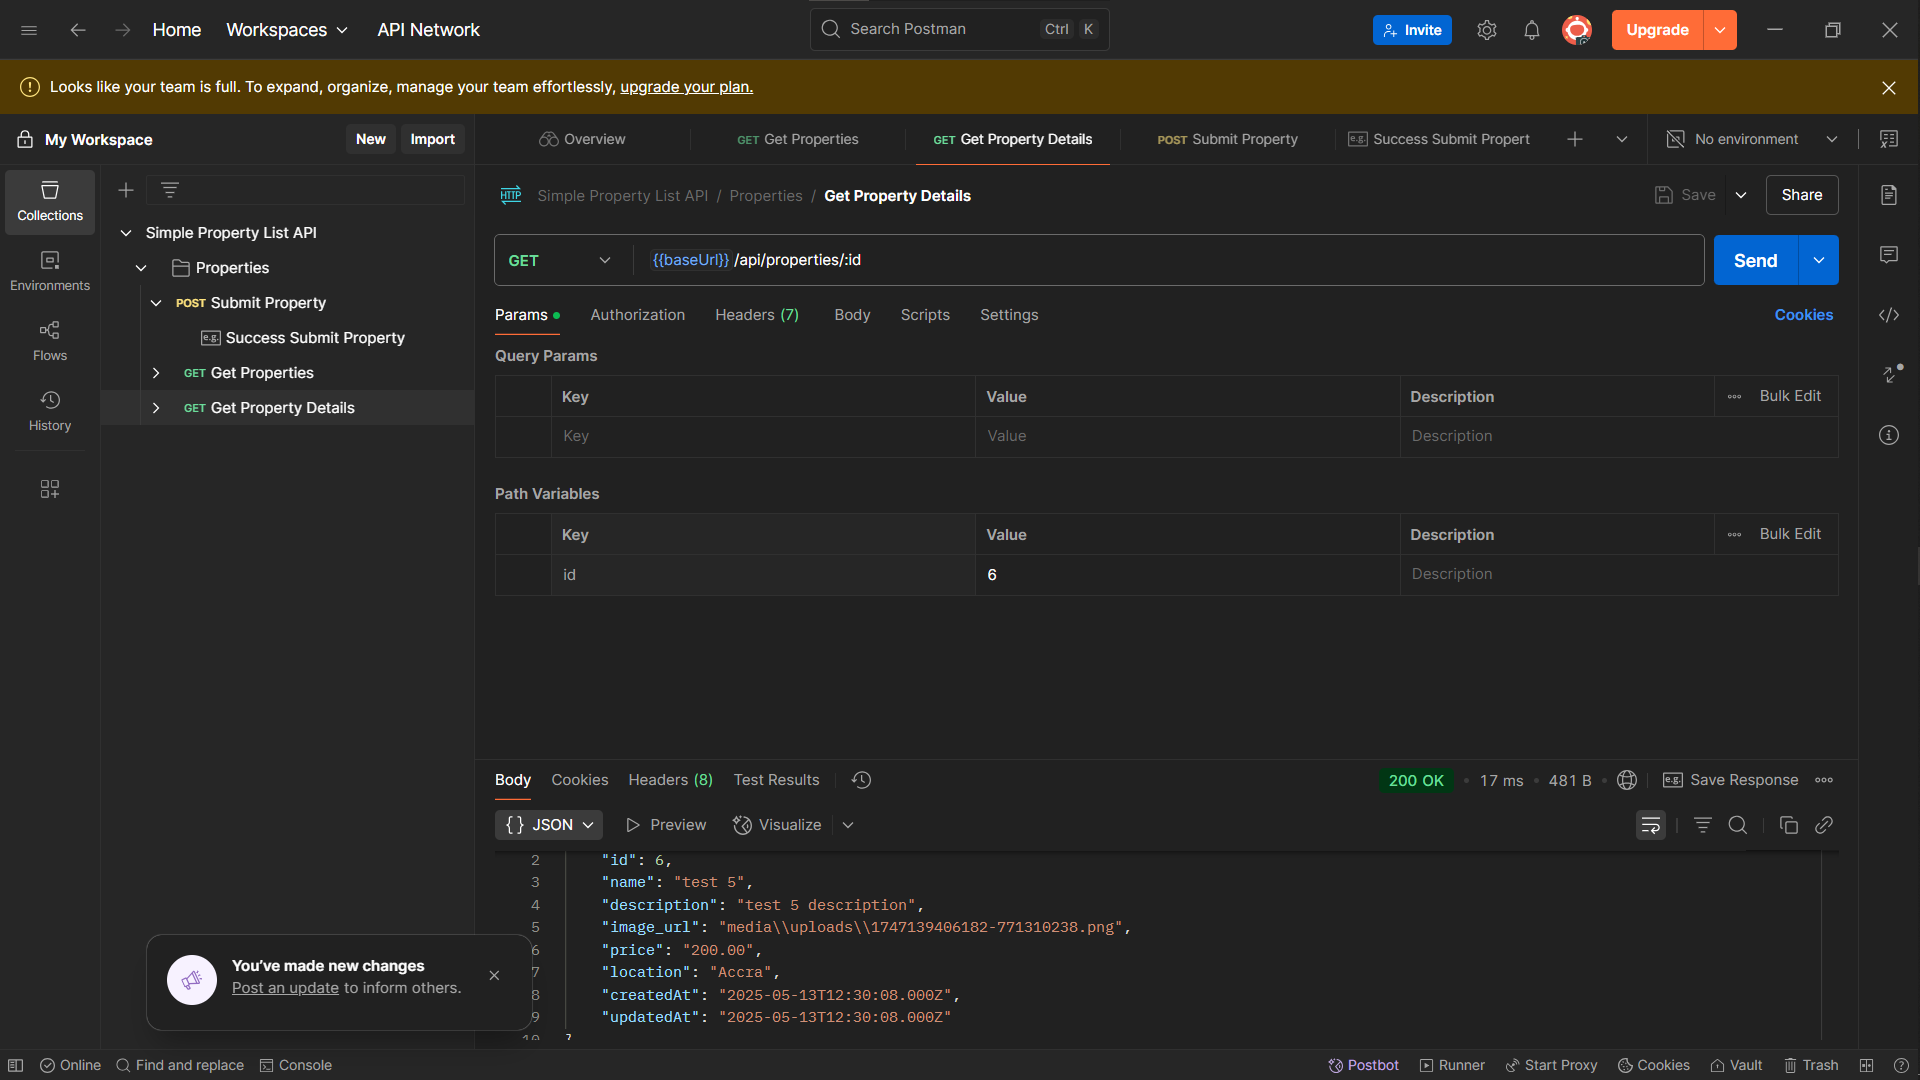 Home Workspaces API Network Search Postman Ctrl K Invite Upgrade
Looks like your team is full. To expand, organize, manage your team effortlessly, upgrade your plan.
My Workspace New Import Overview GET Get Properties GET Get Property Details POST Submit Property e.g. Success Submit Propert No environment
Collections
Environments
Flows
History
Simple Property List API
Properties
POST Submit Property
e.g. Success Submit Property
GET Get Properties
GET Get Property Details
HTTP Simple Property List API / Properties / Get Property Details Save Share
GET {{baseUrl}} /api/properties/:id Send
Params Authorization Headers (7) Body Scripts Settings Cookies
Query Params
Key Value Description Bulk Edit
Key Value Description
Path Variables
Key Value Description Bulk Edit
id 6 Description
Body Cookies Headers (8) Test Results 200 OK 17 ms 481 B e.g. Save Response
{} JSON Preview Visualize
2 "id": 6,
3 "name": "test 5",
4 "description": "test 5 description",
5 "image_url": "media\\uploads\\1747139406182-771310238.png",
6 "price": "200.00",
7 "location": "Accra",
8 "createdAt": "2025-05-13T12:30:08.000Z",
9 "updatedAt": "2025-05-13T12:30:08.000Z"
10 }
You've made new changes
Post an update to inform others.
Online Find and replace Console Postbot Runner Start Proxy Cookies Vault Trash